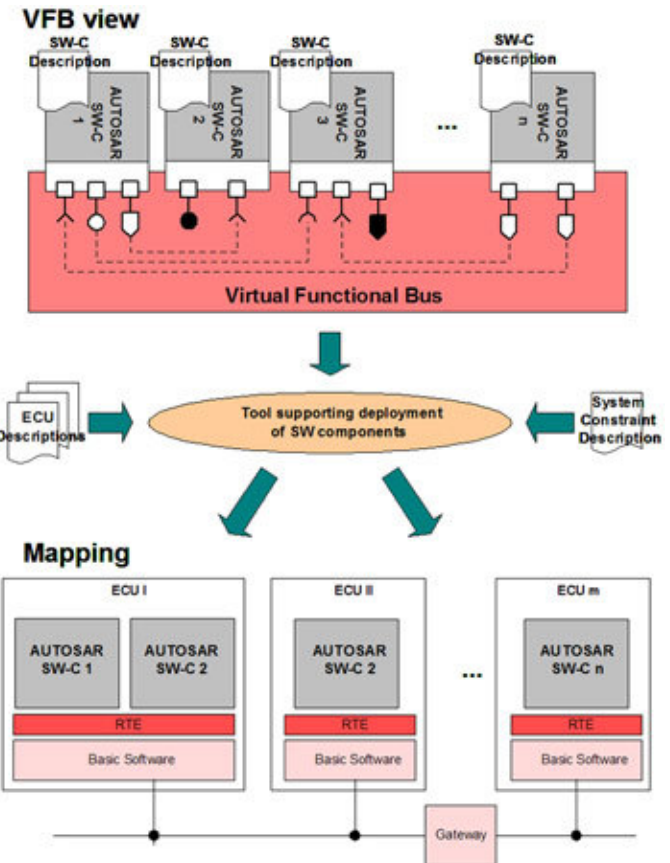 VFB view
SW-C
Description
SW-C
Description
SW-C
Description
SW-C
Description
AUTOSAR
SW-C
1
AUTOSAR
SW-C
2
AUTOSAR
SW-C
3
...
AUTOSAR
SW-C
n
Virtual Functional Bus
ECU
Descriptions
Tool supporting deployment
of SW components
System
Constraint
Description
Mapping
ECU I
AUTOSAR
SW-C 1
AUTOSAR
SW-C 2
RTE
Basic Software
ECU II
AUTOSAR
SW-C 2
RTE
Basic Software
...
ECU m
AUTOSAR
SW-C n
RTE
Basic Software
Gateway